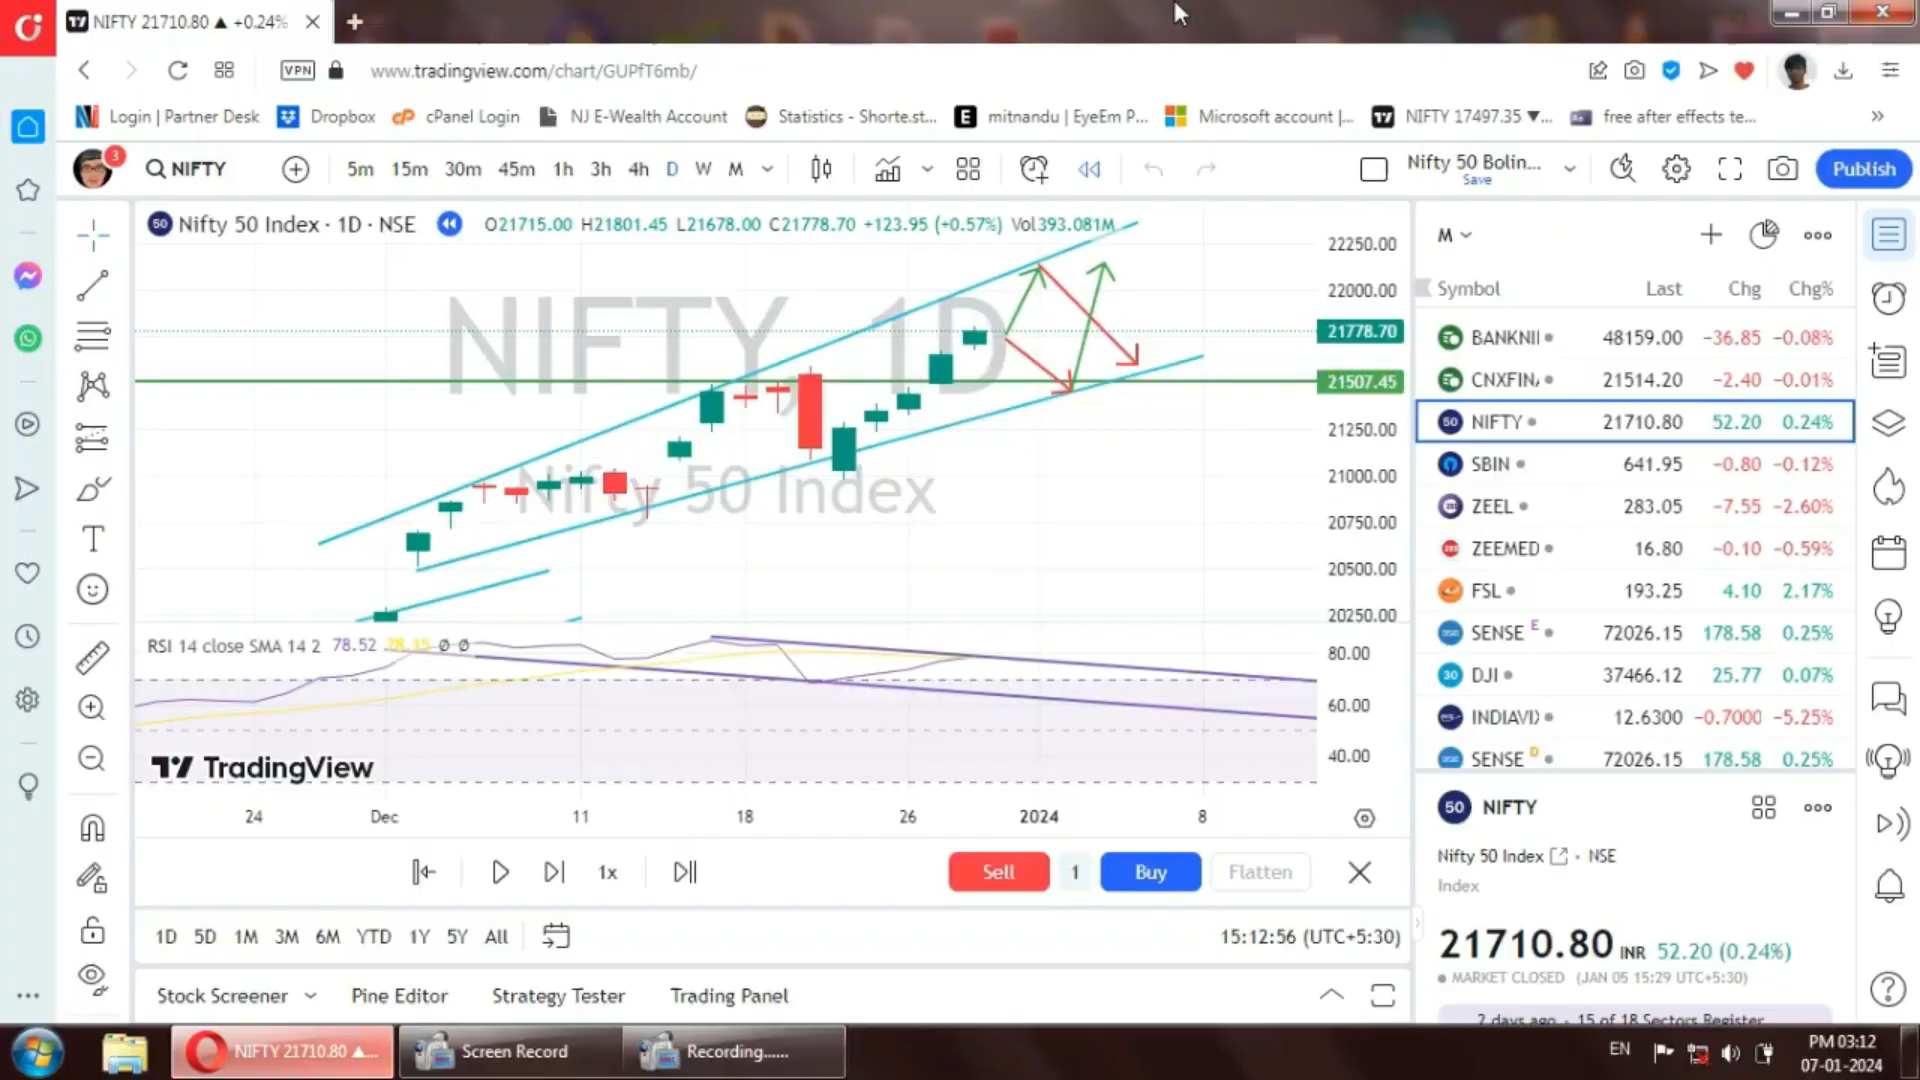 NIFTY 21710.80 ▲ +0.24%
VPN
www.tradingview.com/chart/GUPfT6mb/
Login | Partner Desk
Dropbox
cPanel Login
NJ E-Wealth Account
Statistics - Shorte.st...
mitnandu | EyeEm P...
Microsoft account |...
NIFTY 17497.35 ▼...
free after effects te...
3
NIFTY
5m 15m 30m 45m 1h 3h 4h D W M
Nifty 50 Bolin...
Save
Publish
50 Nifty 50 Index · 1D · NSE
O21715.00 H21801.45 L21678.00 C21778.70 +123.95 (+0.57%) Vol393.081M
NIFTY, 1D
Nifty 50 Index
22250.00
22000.00
21778.70
21507.45
21250.00
21000.00
20750.00
20500.00
20250.00
RSI 14 close SMA 14 2 78.52 78.15 Ø Ø
80.00
60.00
40.00
TradingView
24 Dec 11 18 26 2024 8
1x
Sell 1 Buy Flatten
1D 5D 1M 3M 6M YTD 1Y 5Y All
15:12:56 (UTC+5:30)
Stock Screener Pine Editor Strategy Tester Trading Panel
M
Symbol Last Chg Chg%
BANKNI 48159.00 −36.85 −0.08%
CNXFIN 21514.20 −2.40 −0.01%
50 NIFTY 21710.80 52.20 0.24%
SBIN 641.95 −0.80 −0.12%
ZEEL 283.05 −7.55 −2.60%
ZEEMED 16.80 −0.10 −0.59%
FSL 193.25 4.10 2.17%
SENSE E 72026.15 178.58 0.25%
30 DJI 37466.12 25.77 0.07%
INDIAVI 12.6300 −0.7000 −5.25%
SENSE D 72026.15 178.58 0.25%
50 NIFTY
Nifty 50 Index · NSE
Index
21710.80 INR 52.20 (0.24%)
MARKET CLOSED (JAN 05 15:29 UTC+5:30)
2 days ago · 15 of 18 Sectors Register
NIFTY 21710.80 ▲...
Screen Record
Recording......
EN
PM 03:12
07-01-2024